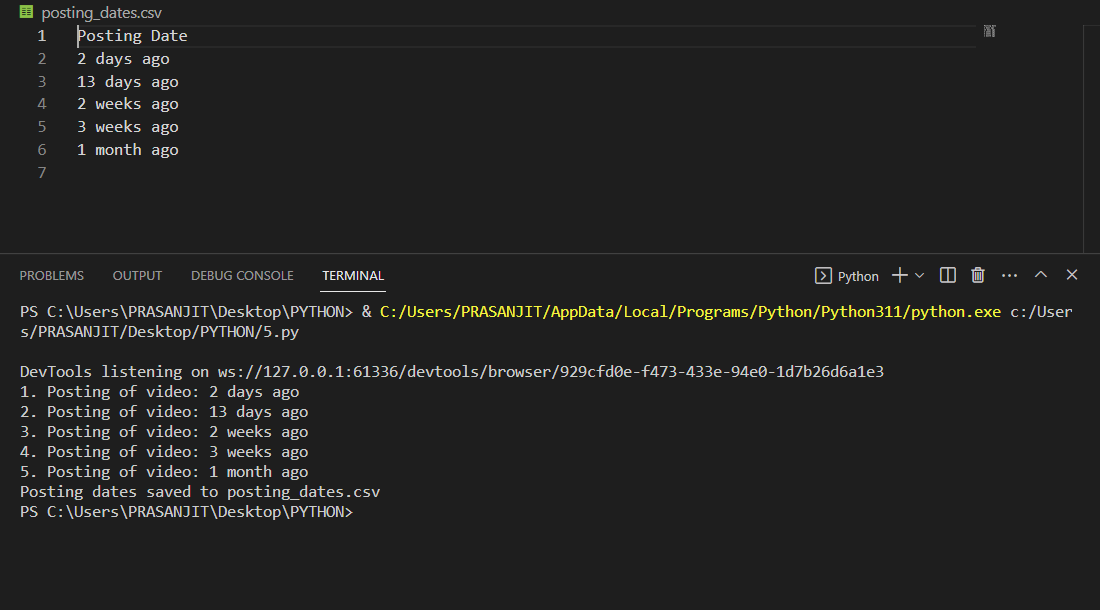 posting_dates.csv
1 Posting Date
2 2 days ago
3 13 days ago
4 2 weeks ago
5 3 weeks ago
6 1 month ago
7
PROBLEMS OUTPUT DEBUG CONSOLE TERMINAL Python
PS C:\Users\PRASANJIT\Desktop\PYTHON> & C:/Users/PRASANJIT/AppData/Local/Programs/Python/Python311/python.exe c:/User
s/PRASANJIT/Desktop/PYTHON/5.py
DevTools listening on ws://127.0.0.1:61336/devtools/browser/929cfd0e-f473-433e-94e0-1d7b26d6a1e3
1. Posting of video: 2 days ago
2. Posting of video: 13 days ago
3. Posting of video: 2 weeks ago
4. Posting of video: 3 weeks ago
5. Posting of video: 1 month ago
Posting dates saved to posting_dates.csv
PS C:\Users\PRASANJIT\Desktop\PYTHON>